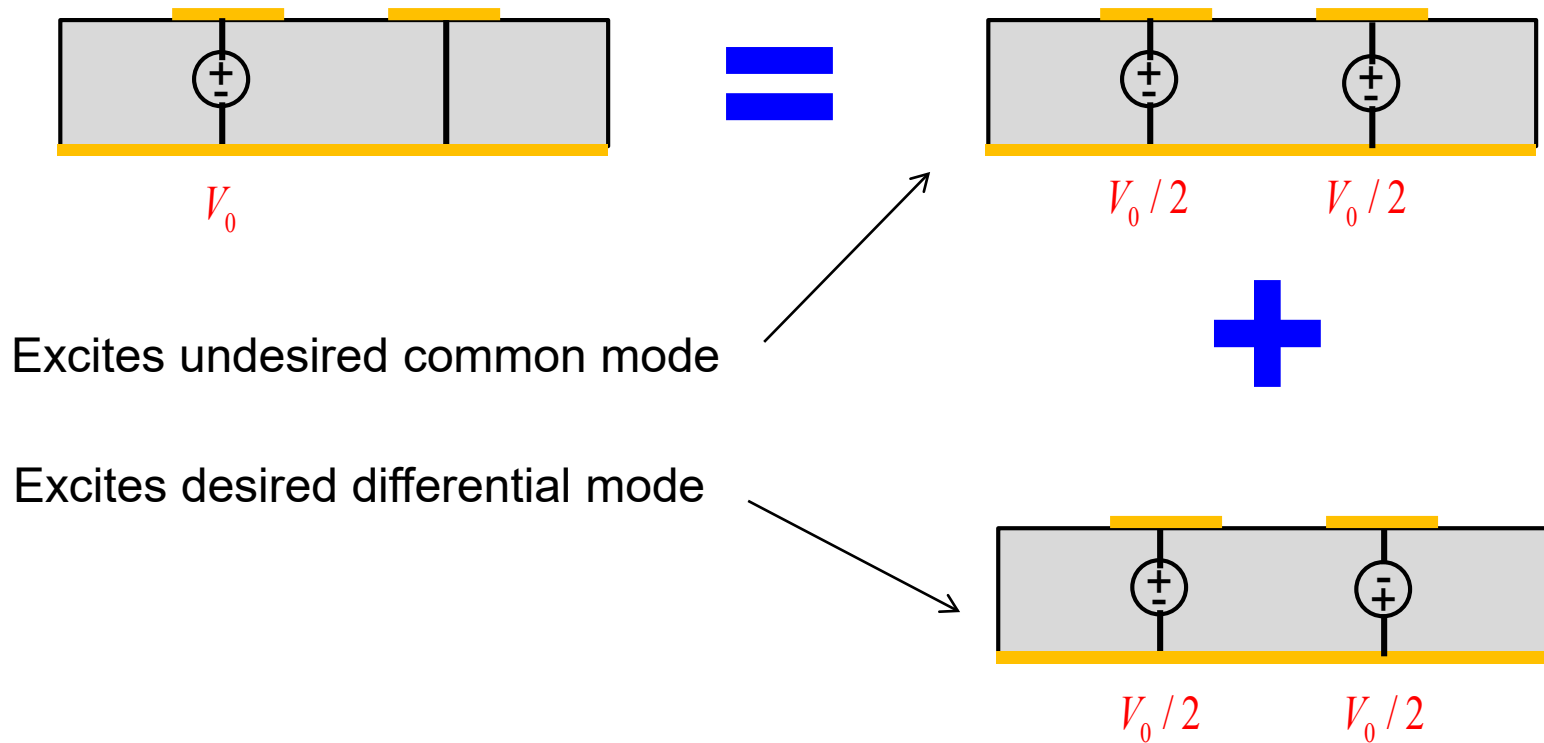 +
-
+
-
+
-
V₀
V₀ / 2
V₀ / 2
Excites undesired common mode
Excites desired differential mode
+
-
-
+
V₀ / 2
V₀ / 2